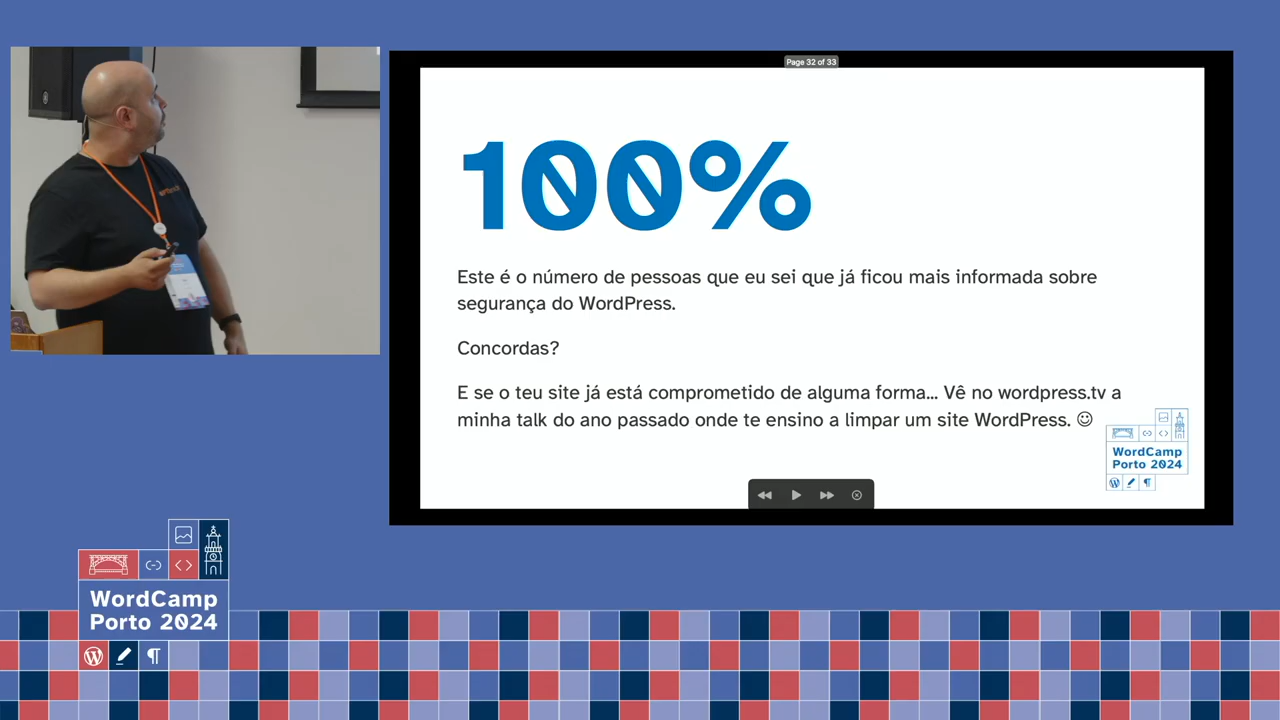 Page 32 of 33
100%
Este é o número de pessoas que eu sei que já ficou mais informada sobre
segurança do WordPress.
Concordas?
E se o teu site já está comprometido de alguma forma... Vê no wordpress.tv a
minha talk do ano passado onde te ensino a limpar um site WordPress. ☺
WordCamp
Porto 2024
WordCamp
Porto 2024